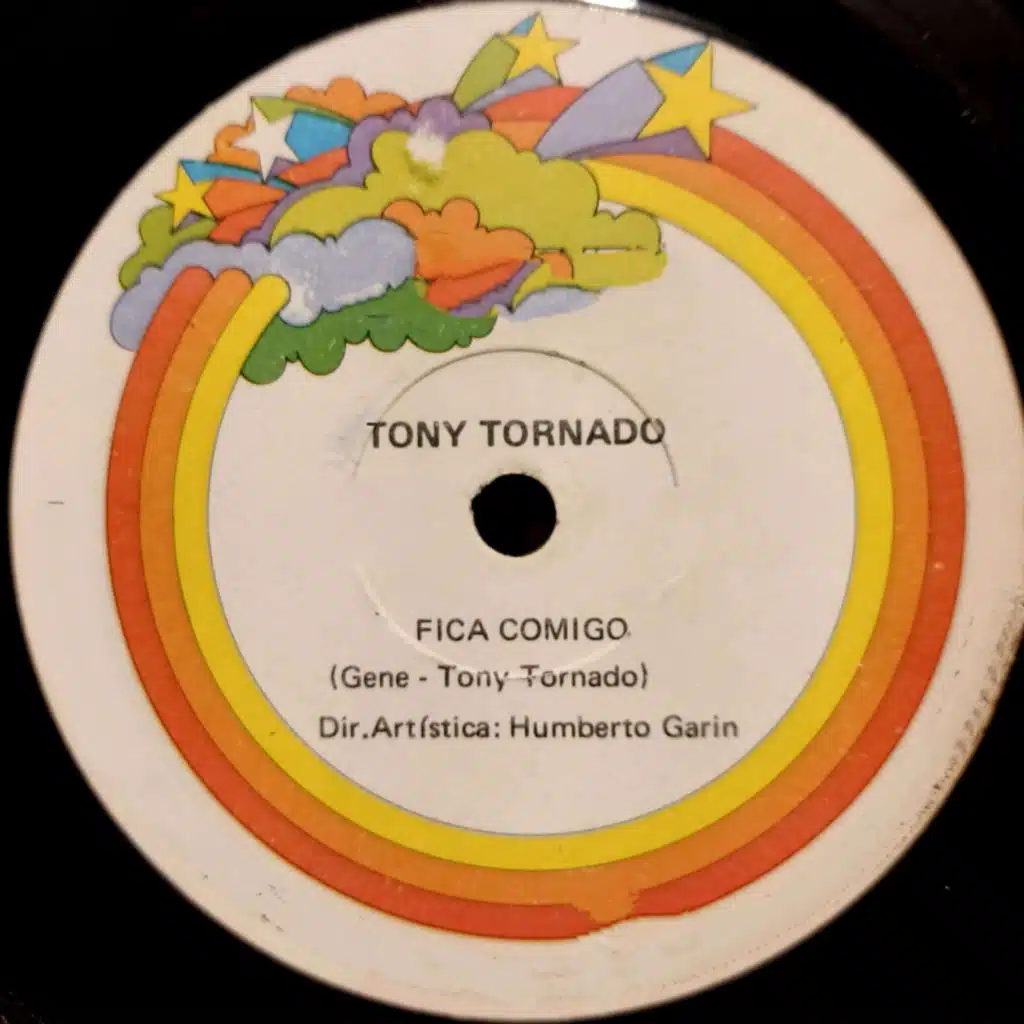 TONY TORNADO
FICA COMIGO
(Gene - Tony Tornado)
Dir.Artística: Humberto Garin